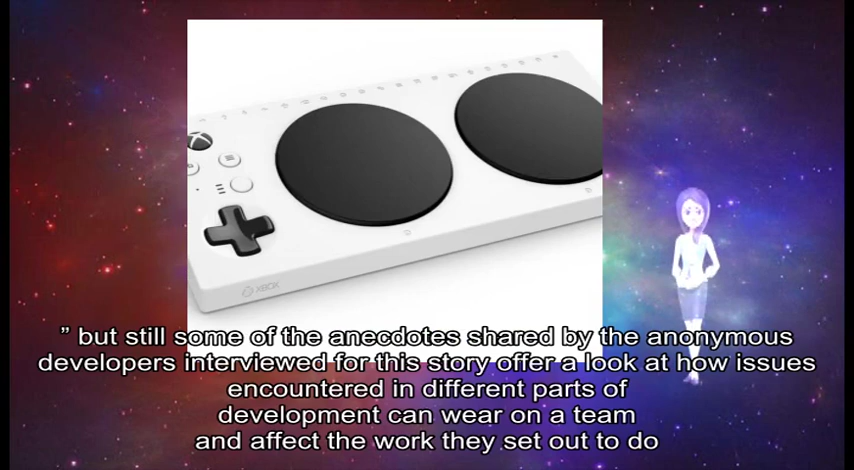 XBOX
” but still some of the anecdotes shared by the anonymous
developers interviewed for this story offer a look at how issues
encountered in different parts of
development can wear on a team
and affect the work they set out to do